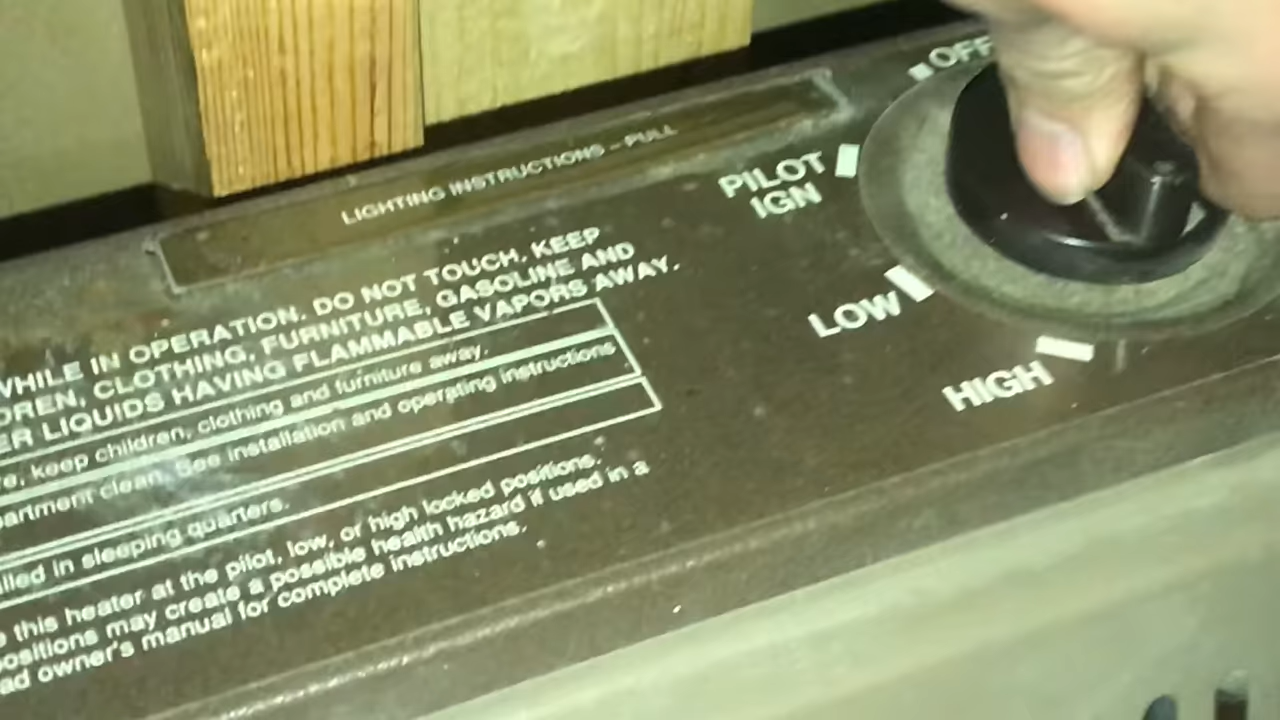 OFF
LIGHTING INSTRUCTIONS – PULL
PILOT
IGN
WHILE IN OPERATION. DO NOT TOUCH. KEEP
DREN, CLOTHING, FURNITURE, GASOLINE AND
ER LIQUIDS HAVING FLAMMABLE VAPORS AWAY.
LOW
HIGH
e, keep children, clothing and furniture away.
partment clean. See installation and operating instructions
lled in sleeping quarters.
this heater at the pilot, low, or high locked positions.
ositions may create a possible health hazard if used in a
ad owner's manual for complete instructions.